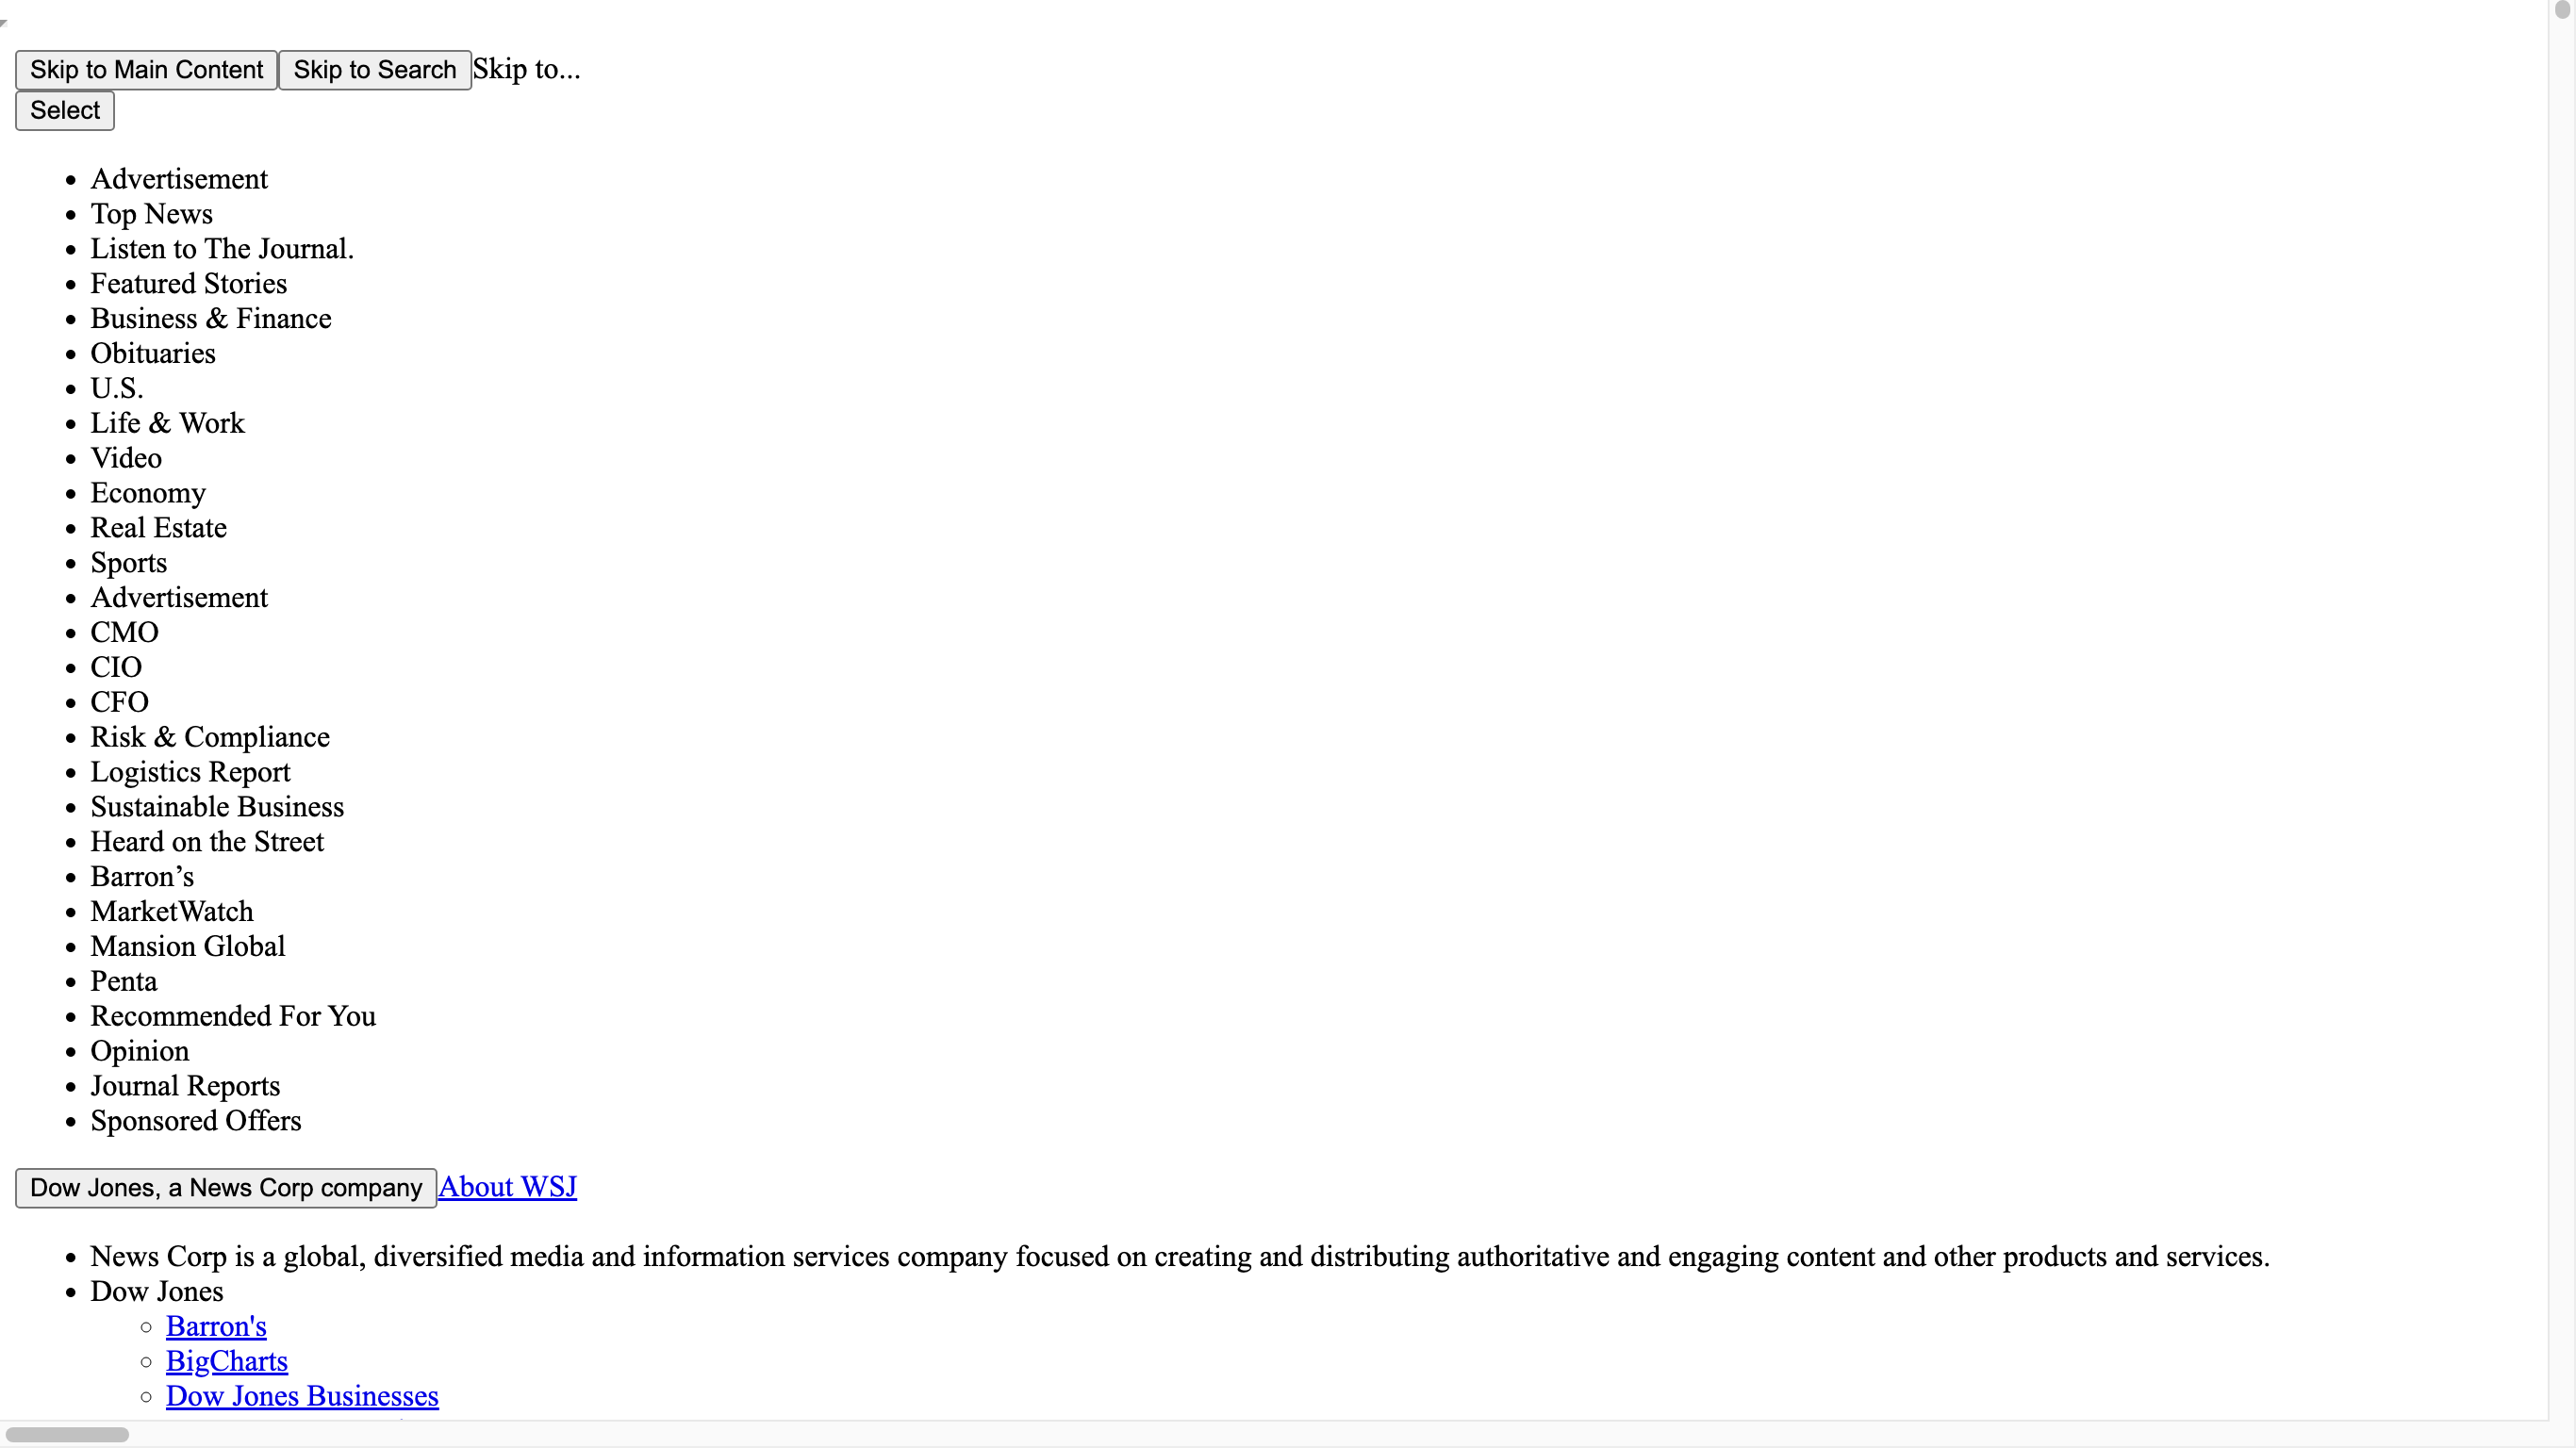 Skip to Main Content Skip to Search Skip to...
Select
Advertisement
Top News
Listen to The Journal.
Featured Stories
Business & Finance
Obituaries
U.S.
Life & Work
Video
Economy
Real Estate
Sports
Advertisement
CMO
CIO
CFO
Risk & Compliance
Logistics Report
Sustainable Business
Heard on the Street
Barron’s
MarketWatch
Mansion Global
Penta
Recommended For You
Opinion
Journal Reports
Sponsored Offers
Dow Jones, a News Corp company About WSJ
News Corp is a global, diversified media and information services company focused on creating and distributing authoritative and engaging content and other products and services.
Dow Jones
Barron's
BigCharts
Dow Jones Businesses